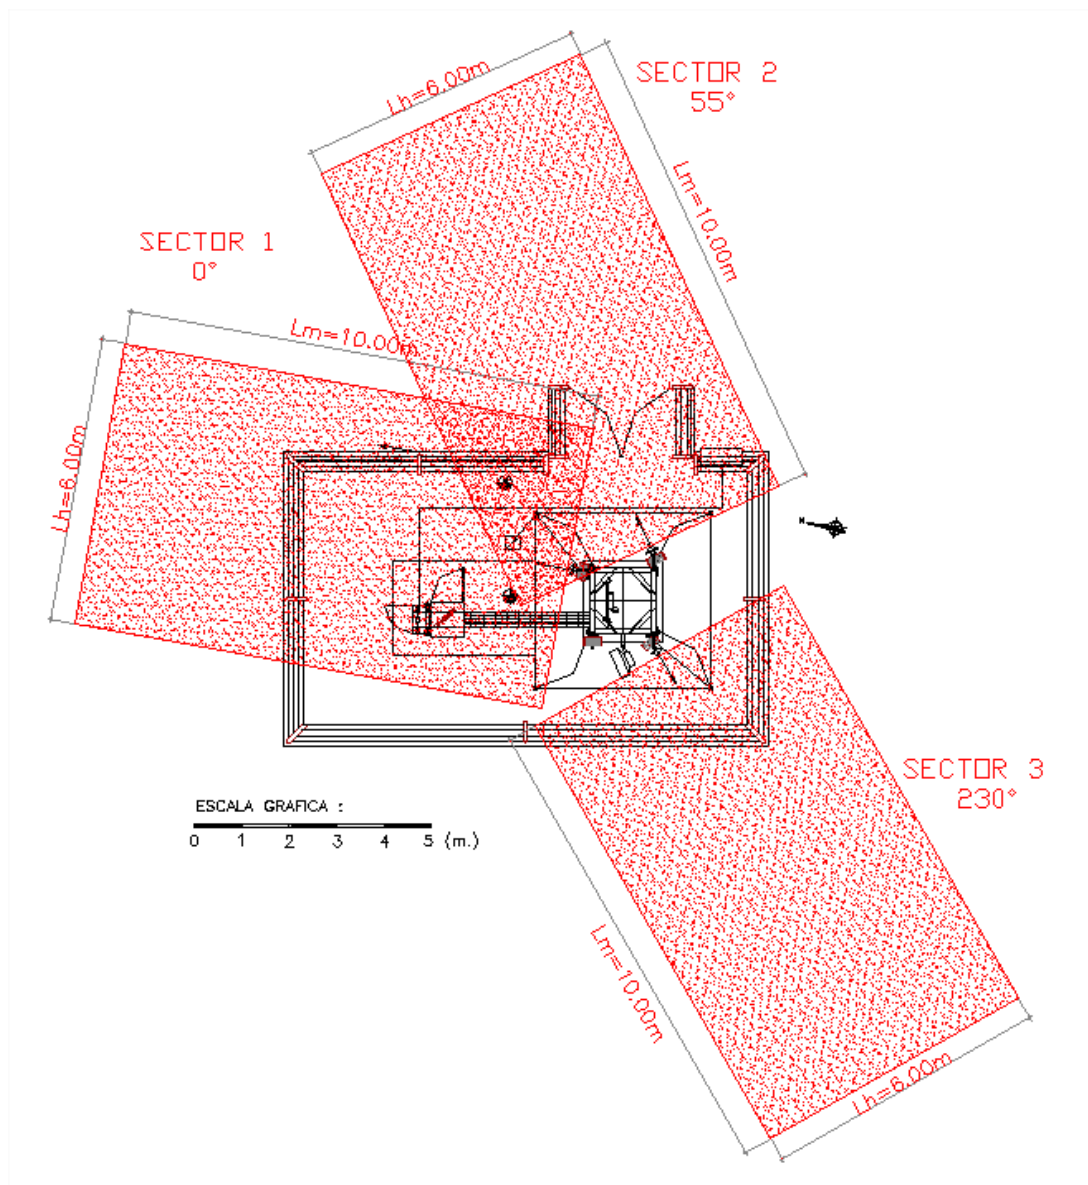 Lh=6.00m
SECTOR 2
55°
Lm=10.00m
SECTOR 1
0°
Lm=10.00m
Lh=6.00m
N
SECTOR 3
230°
ESCALA GRAFICA :
0 1 2 3 4 5 (m.)
Lm=10.00m
Lh=6.00m